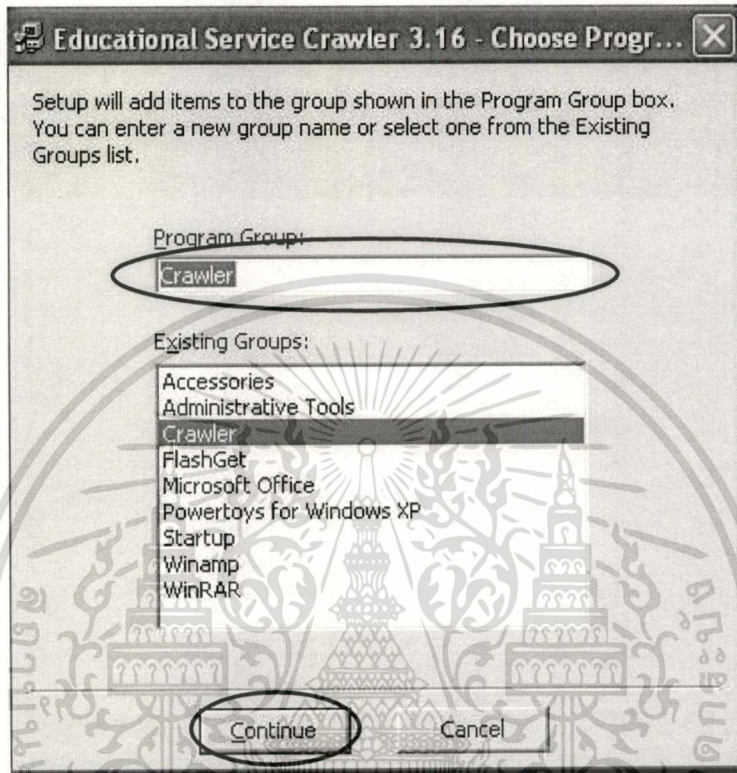 Educational Service Crawler 3.16 - Choose Progr...
Setup will add items to the group shown in the Program Group box.
You can enter a new group name or select one from the Existing
Groups list.
Program Group:
Crawler
Existing Groups:
Accessories
Administrative Tools
Crawler
FlashGet
Microsoft Office
Powertoys for Windows XP
Startup
Winamp
WinRAR
Continue
Cancel